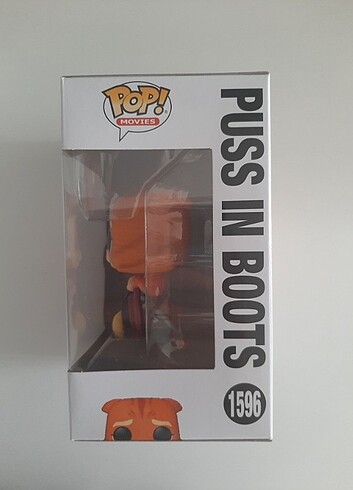 POP!
MOVIES
PUSS IN BOOTS
1596